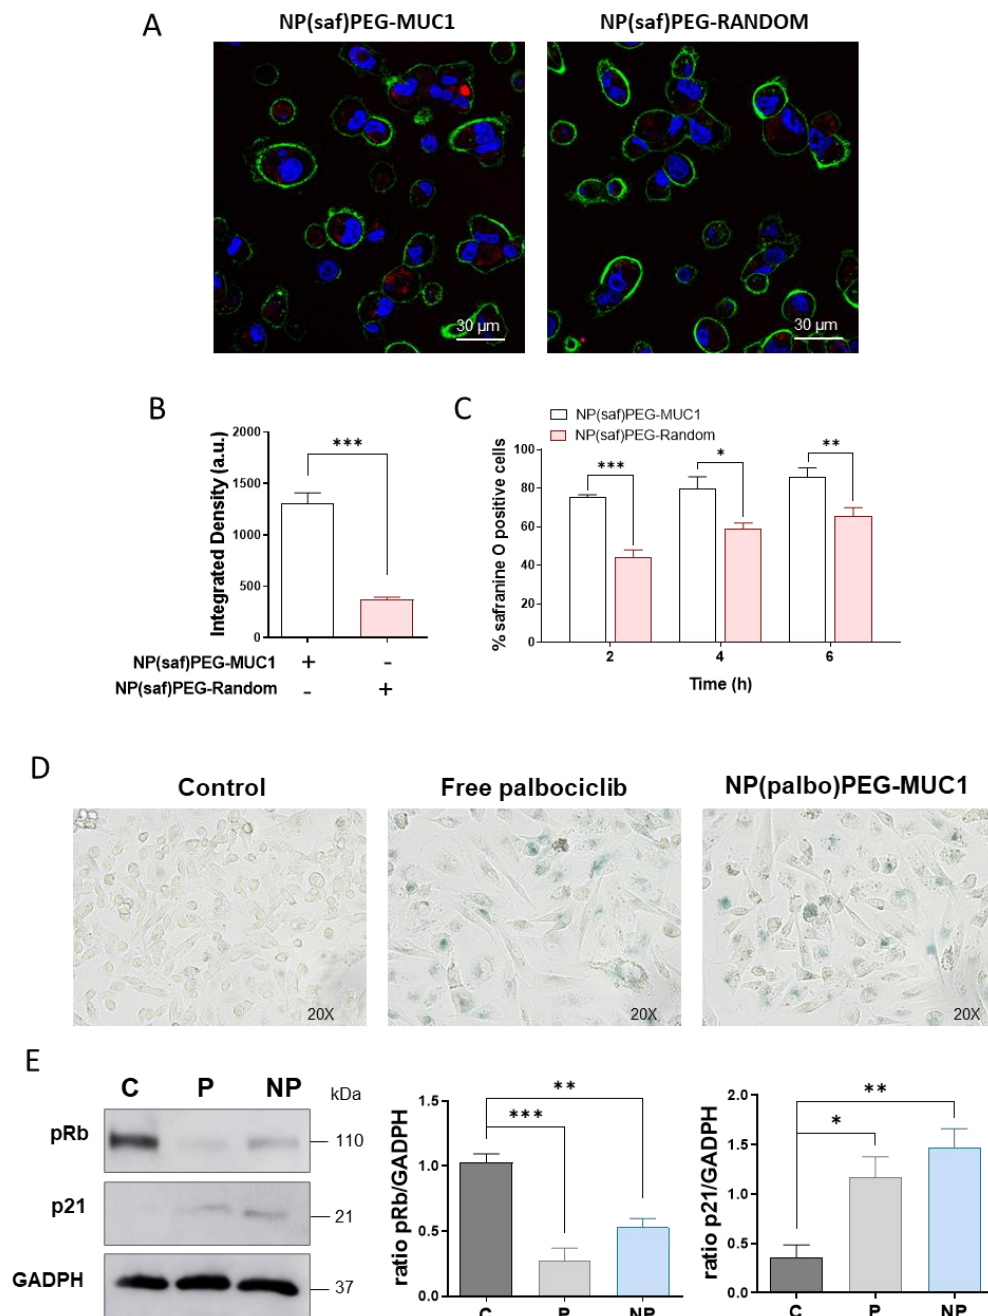 A
NP(saf)PEG-MUC1
NP(saf)PEG-RANDOM
30 µm
30 µm
B
Integrated Density (a.u.)
2000
1500
1000
500
0
***
NP(saf)PEG-MUC1 + -
NP(saf)PEG-Random - +
C
NP(saf)PEG-MUC1
NP(saf)PEG-Random
% safranine O positive cells
100
80
60
40
20
0
***
*
**
2 4 6
Time (h)
D
Control
Free palbociclib
NP(palbo)PEG-MUC1
20X
20X
20X
E
C P NP kDa
pRb 110
p21 21
GADPH 37
ratio pRb/GADPH
1.5
1.0
0.5
0.0
**
***
C P NP
ratio p21/GADPH
2.0
1.5
1.0
0.5
0.0
**
*
C P NP